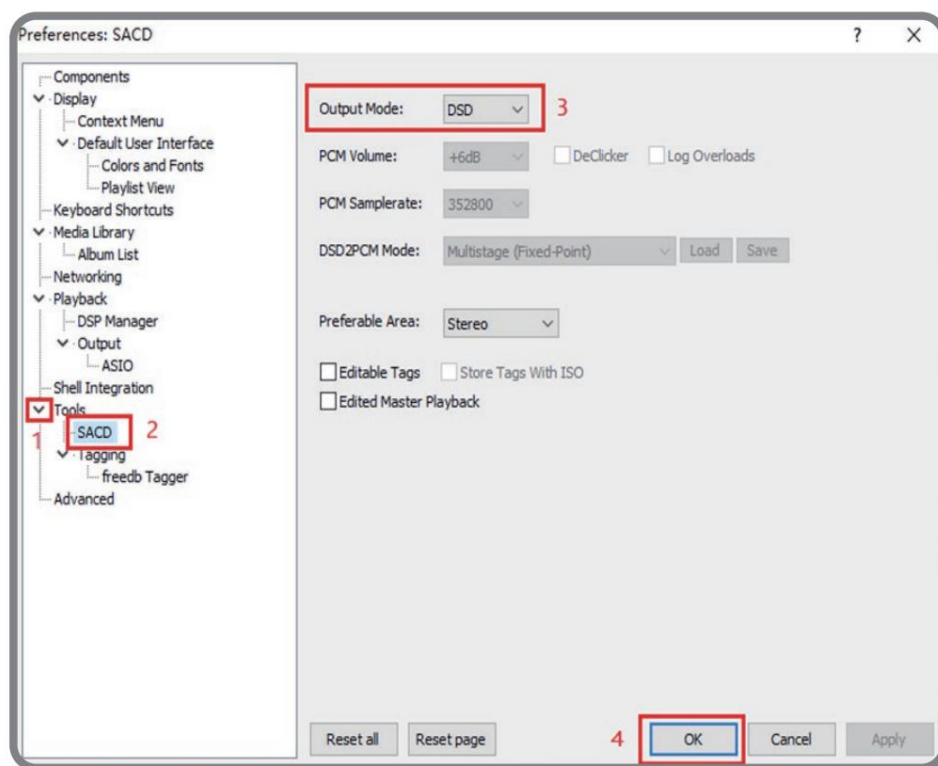 Preferences: SACD
?
Components
Display
Context Menu
Default User Interface
Colors and Fonts
Playlist View
Keyboard Shortcuts
Media Library
Album List
Networking
Playback
DSP Manager
Output
ASIO
Shell Integration
Tools
1
SACD
2
Tagging
freedb Tagger
Advanced
Output Mode: DSD
3
PCM Volume: +6dB DeClicker Log Overloads
PCM Samplerate: 352800
DSD2PCM Mode: Multistage (Fixed-Point) Load Save
Preferable Area: Stereo
Editable Tags Store Tags With ISO
Edited Master Playback
Reset all Reset page 4 OK Cancel Apply